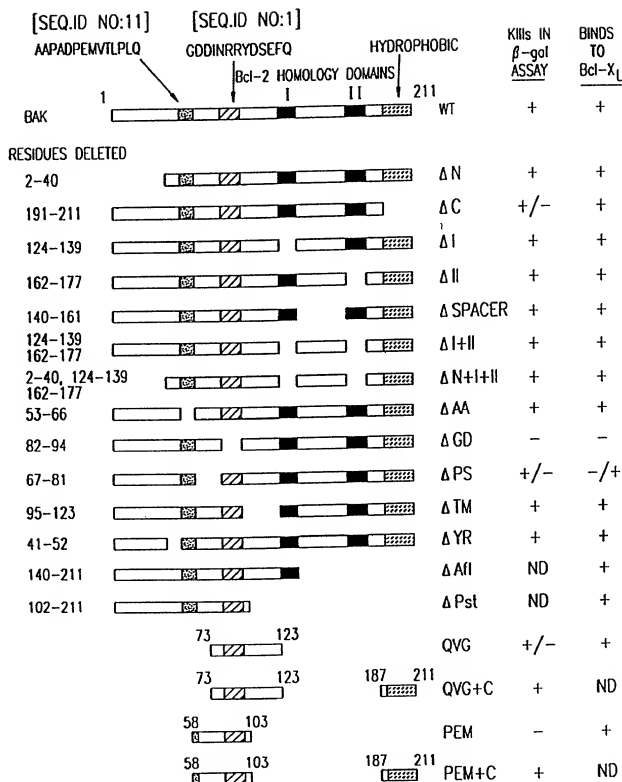 [SEQ.ID NO:11] [SEQ.ID NO:1]
AAPADPEMVTLPLQ GDDINRRYDSEFQ HYDROPHOBIC KIlls IN β-gal ASSAY BINDS TO Bcl-XL
Bcl-2 HOMOLOGY DOMAINS
1 I II 211
BAK WT + +
RESIDUES DELETED
2-40 ΔN + +
191-211 ΔC +/- +
124-139 ΔI + +
162-177 ΔII + +
140-161 ΔSPACER + +
124-139
162-177 ΔI+II + +
2-40, 124-139
162-177 ΔN+I+II + +
53-66 ΔAA + +
82-94 ΔGD - -
67-81 ΔPS +/- -/+
95-123 ΔTM + +
41-52 ΔYR + +
140-211 ΔAfl ND +
102-211 ΔPst ND +
73 123
QVG +/- +
73 123 187 211
QVG+C + ND
58 103
PEM - +
58 103 187 211
PEM+C + ND